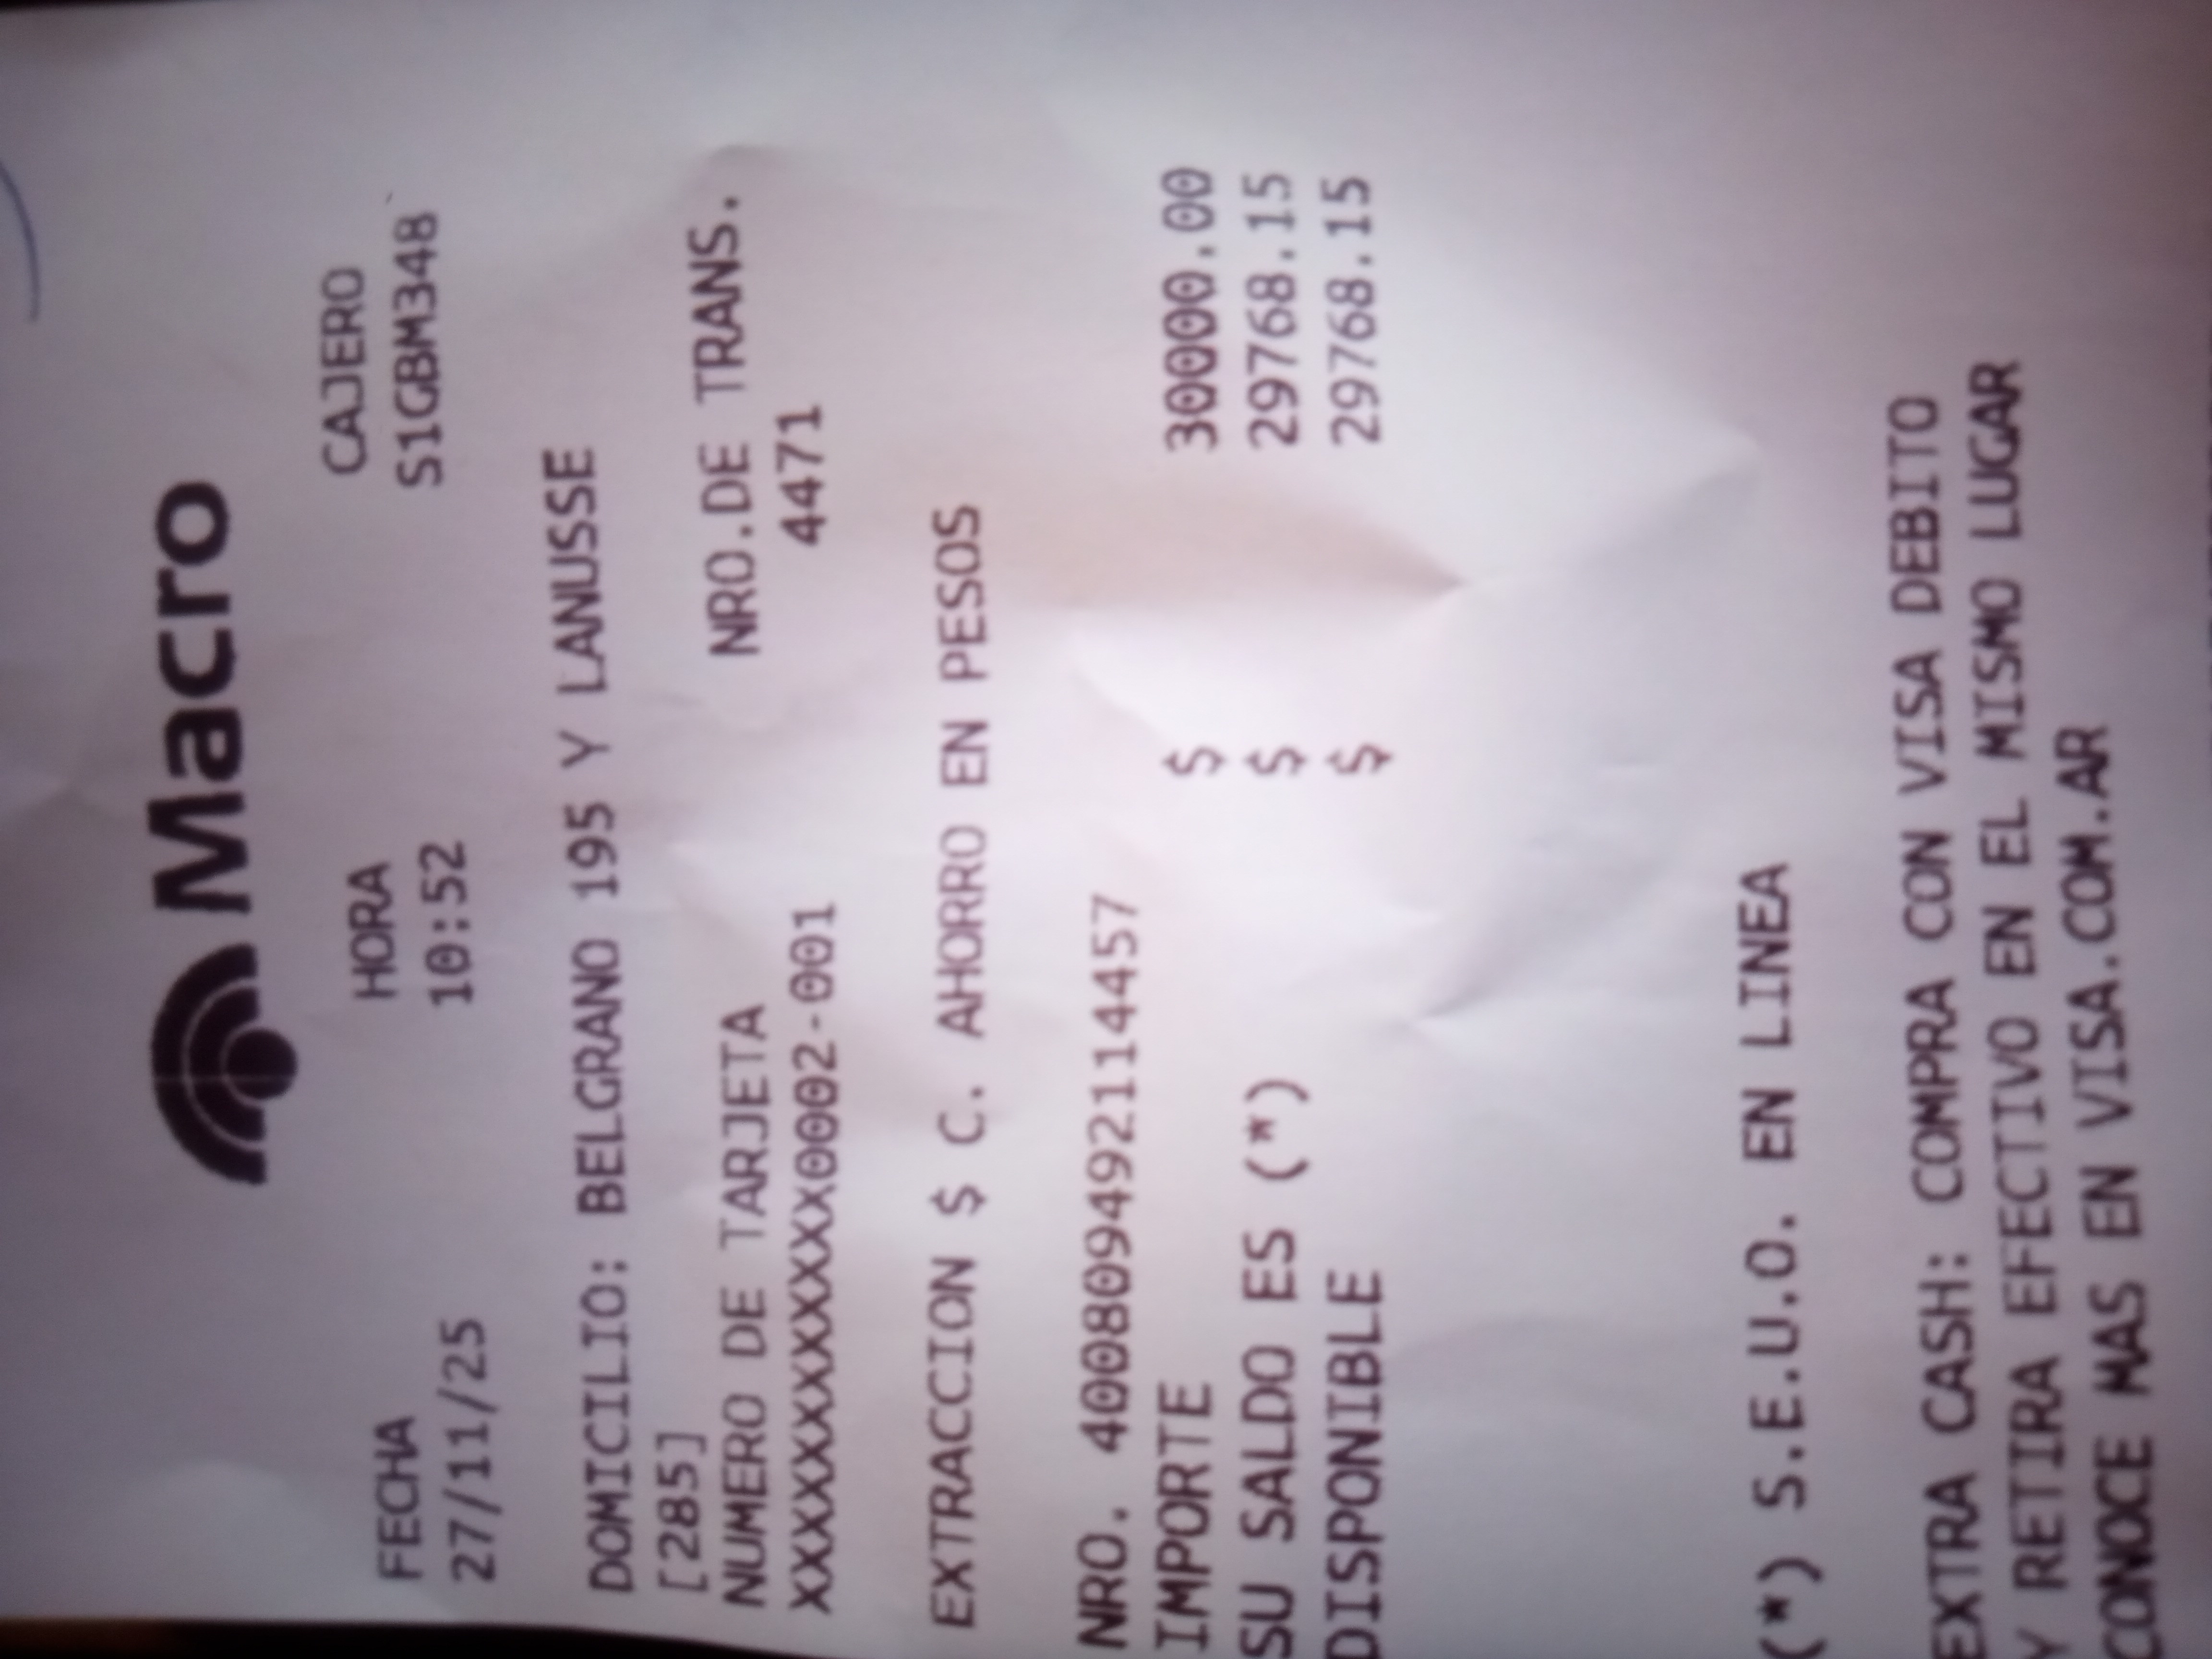 Macro
FECHA HORA CAJERO
27/11/25 10:52 S1GBM348
DOMICILIO: BELGRANO 195 Y LANUSSE
[285]
NUMERO DE TARJETA NRO.DE TRANS.
XXXXXXXXXXXXXXX0002-001 4471
EXTRACCION $ C. AHORRO EN PESOS
NRO. 400809492114457
IMPORTE $ 30000.00
SU SALDO ES (*) $ 29768.15
DISPONIBLE $ 29768.15
(*) S.E.U.O. EN LINEA
EXTRA CASH: COMPRA CON VISA DEBITO
Y RETIRA EFECTIVO EN EL MISMO LUGAR
CONOCE MAS EN VISA.COM.AR